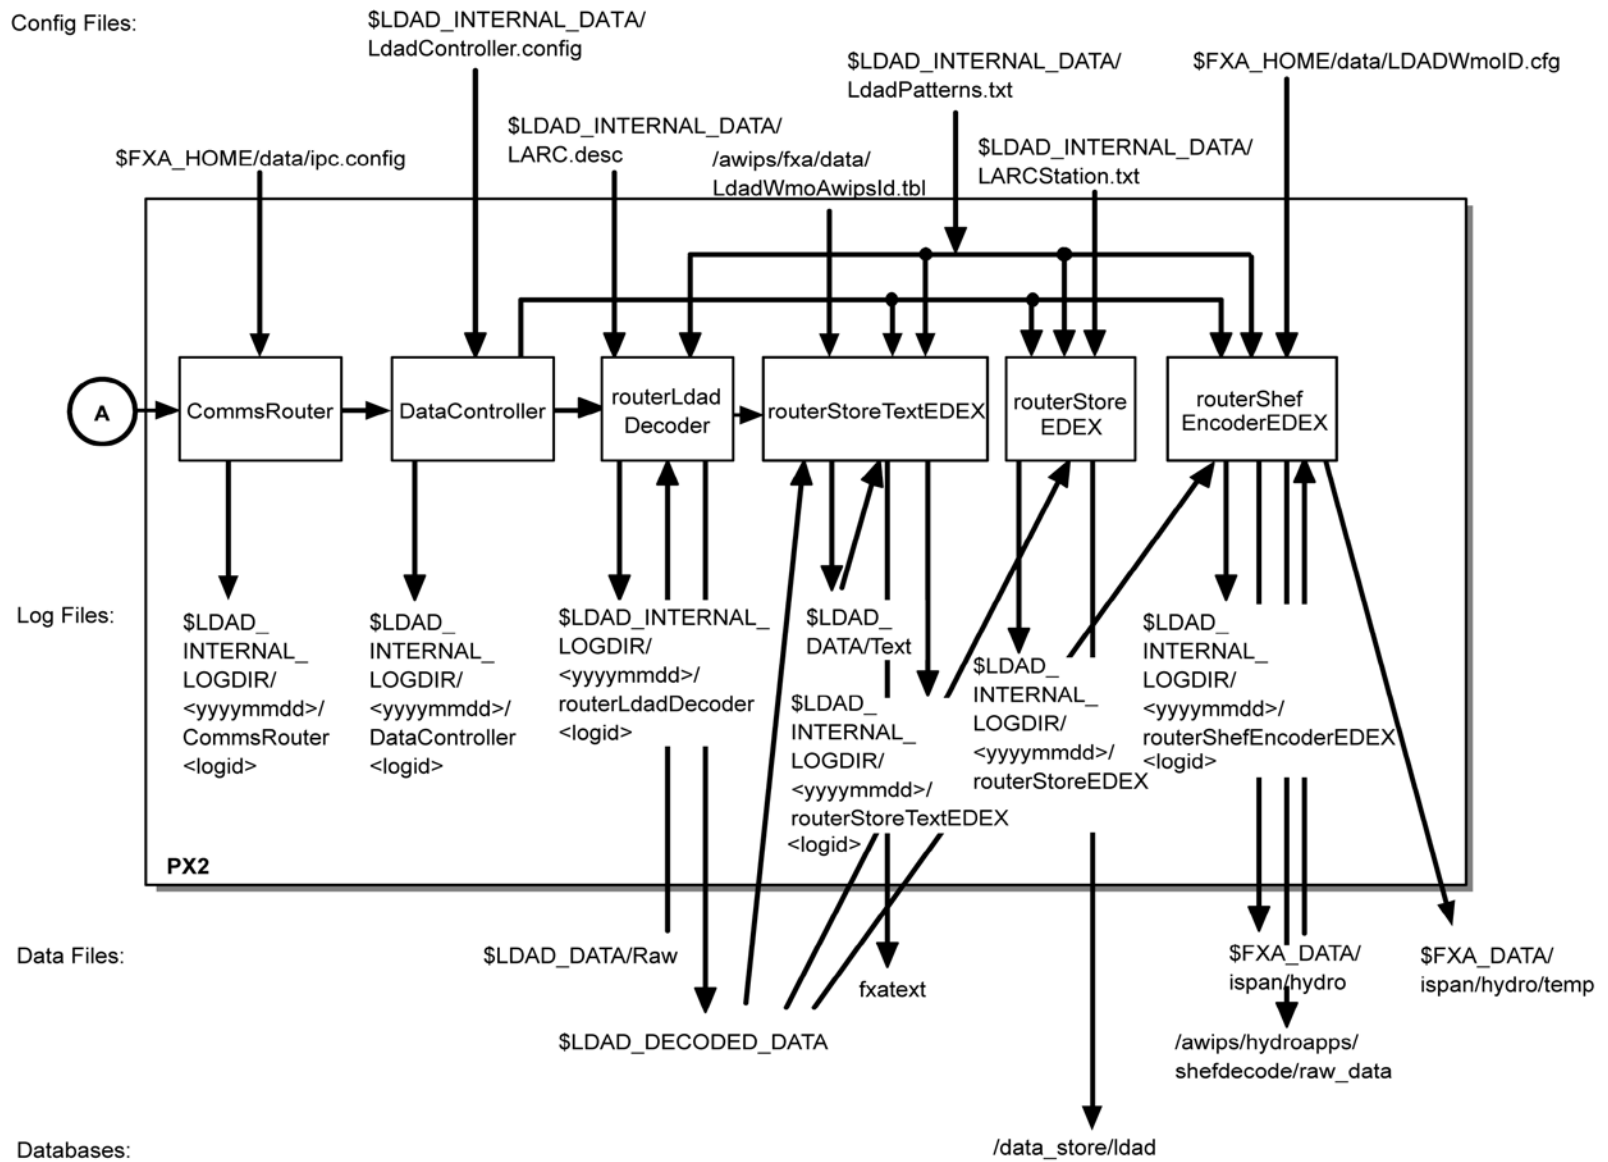 Config Files:
$LDAD_INTERNAL_DATA/
LdadController.config
$LDAD_INTERNAL_DATA/
LdadPatterns.txt
$FXA_HOME/data/LDADWmoID.cfg
$LDAD_INTERNAL_DATA/
LARC.desc
$FXA_HOME/data/ipc.config
/awips/fxa/data/
LdadWmoAwipsId.tbl
$LDAD_INTERNAL_DATA/
LARCStation.txt
A
CommsRouter
DataController
routerLdad
Decoder
routerStoreTextEDEX
routerStore
EDEX
routerShef
EncoderEDEX
Log Files:
$LDAD_
INTERNAL_
LOGDIR/
<yyyymmdd>/
CommsRouter
<logid>
$LDAD_
INTERNAL_
LOGDIR/
<yyyymmdd>/
DataController
<logid>
$LDAD_INTERNAL_
LOGDIR/
<yyyymmdd>/
routerLdadDecoder
<logid>
$LDAD_
DATA/Text
$LDAD_
INTERNAL_
LOGDIR/
<yyyymmdd>/
routerStoreTextEDEX
<logid>
$LDAD_
INTERNAL_
LOGDIR/
<yyyymmdd>/
routerStoreEDEX
$LDAD_
INTERNAL_
LOGDIR/
<yyyymmdd>/
routerShefEncoderEDEX
<logid>
PX2
Data Files:
$LDAD_DATA/Raw
$LDAD_DECODED_DATA
fxatext
$FXA_DATA/
ispan/hydro
$FXA_DATA/
ispan/hydro/temp
/awips/hydroapps/
shefdecode/raw_data
Databases:
/data_store/ldad